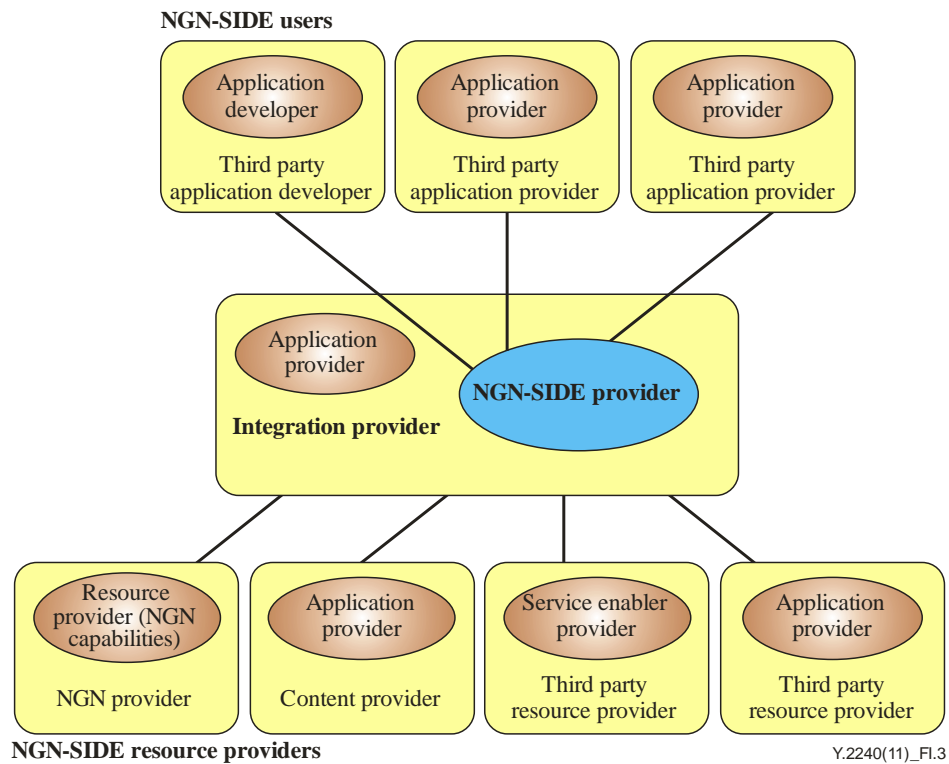 NGN-SIDE users
Application
developer
Third party
application developer
Application
provider
Third party
application provider
Application
provider
Third party
application provider
Application
provider
Integration provider
NGN-SIDE provider
Resource
provider (NGN
capabilities)
NGN provider
Application
provider
Content provider
Service enabler
provider
Third party
resource provider
Application
provider
Third party
resource provider
NGN-SIDE resource providers
Y.2240(11)_FI.3